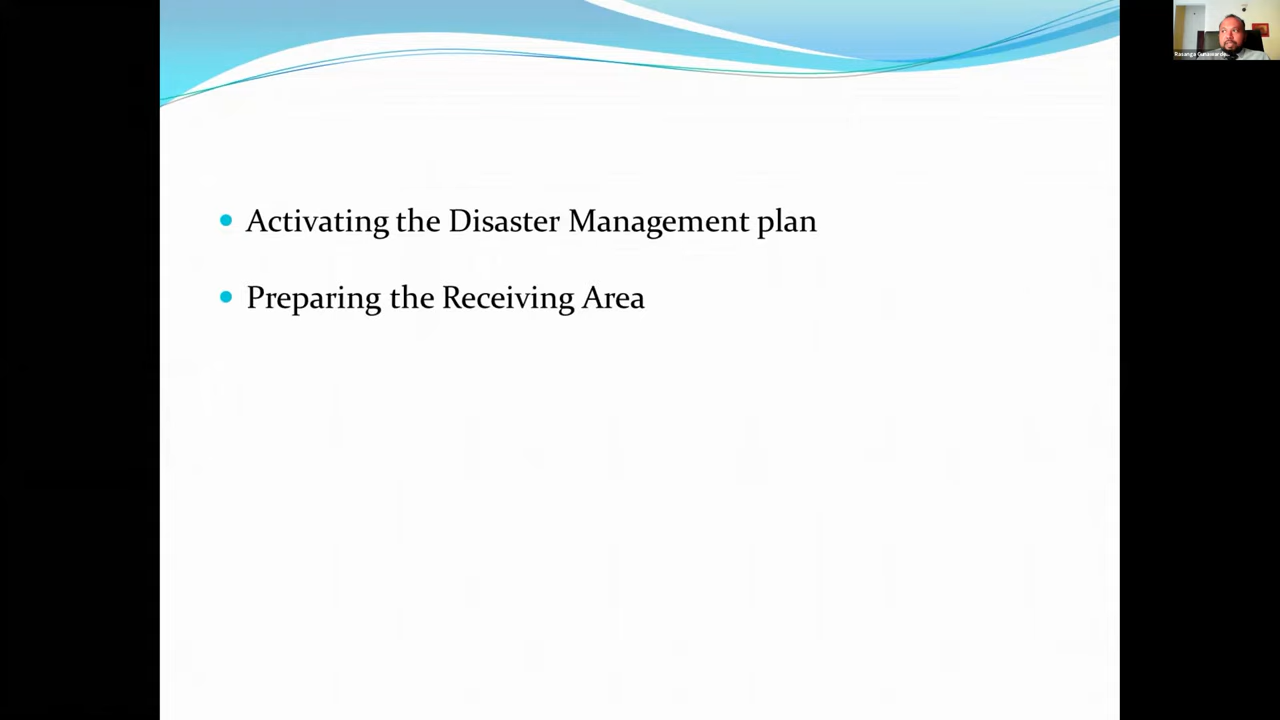 Activating the Disaster Management plan
Preparing the Receiving Area